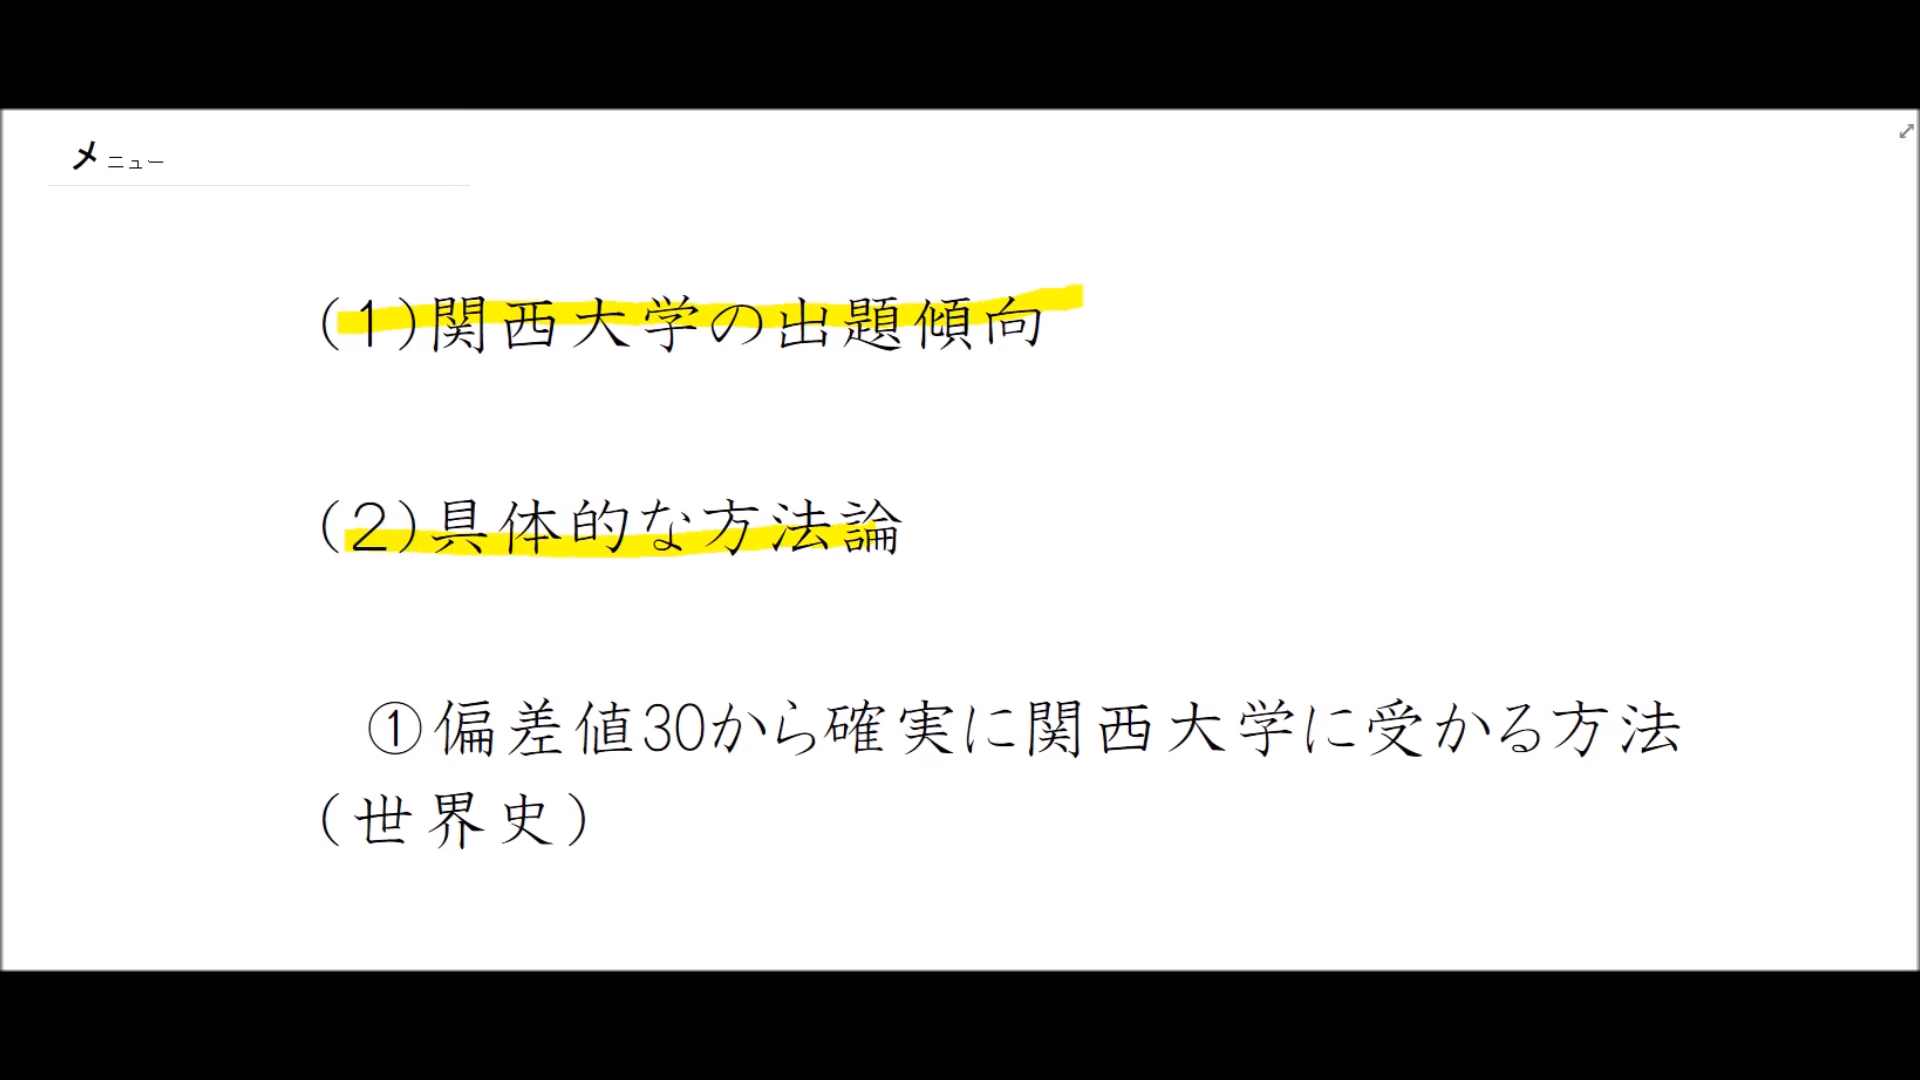 メニュー
(1)関西大学の出題傾向
(2)具体的な方法論
①偏差値30から確実に関西大学に受かる方法
(世界史)